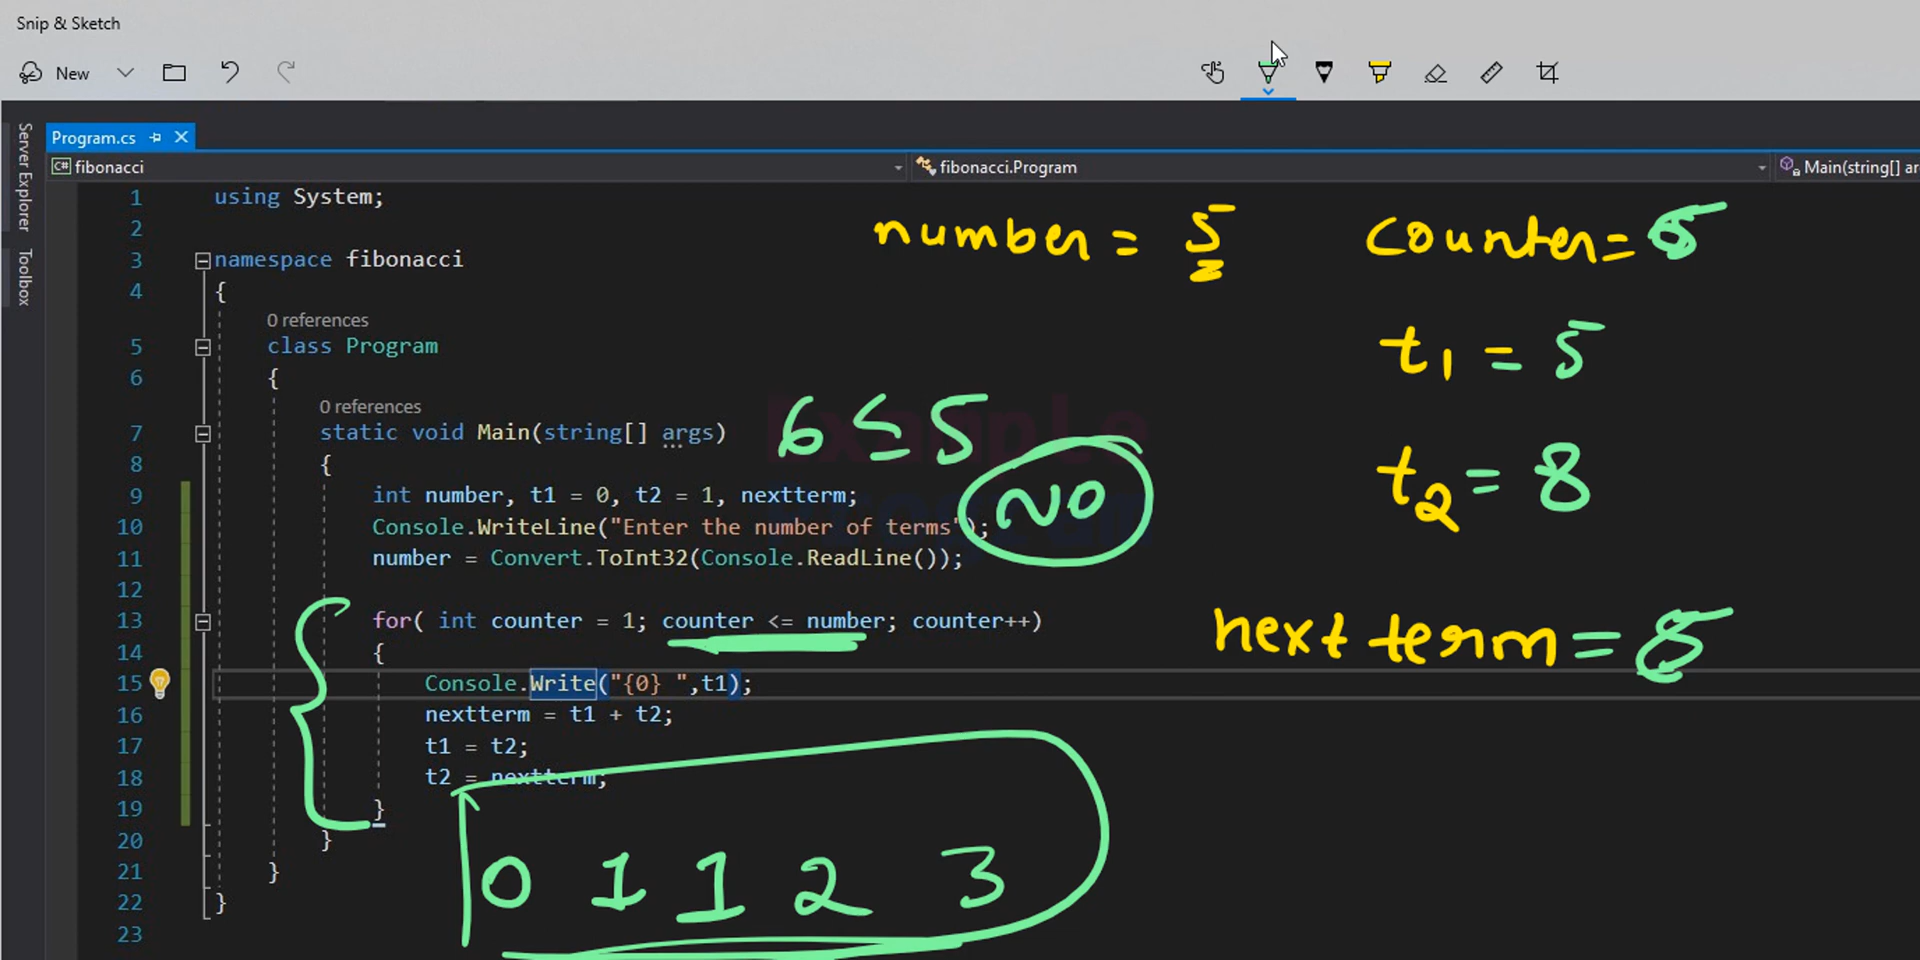 Snip & Sketch
New
Program.cs
Server Explorer
Toolbox
C# fibonacci
fibonacci.Program
Main(string[] ar
1 using System;
2
3 namespace fibonacci
4 {
0 references
5 class Program
6 {
0 references
7 static void Main(string[] args)
8 {
9 int number, t1 = 0, t2 = 1, nextterm;
10 Console.WriteLine("Enter the number of terms");
11 number = Convert.ToInt32(Console.ReadLine());
12
13 for( int counter = 1; counter <= number; counter++)
14 {
15 Console.Write("{0} ",t1);
16 nextterm = t1 + t2;
17 t1 = t2;
18 t2 = nextterm;
19 }
20 }
21 }
22 }
23
number = 5
counter=
t1 = 5
t2 = 8
next term =
6 ≤ 5
NO
0 1 1 2 3